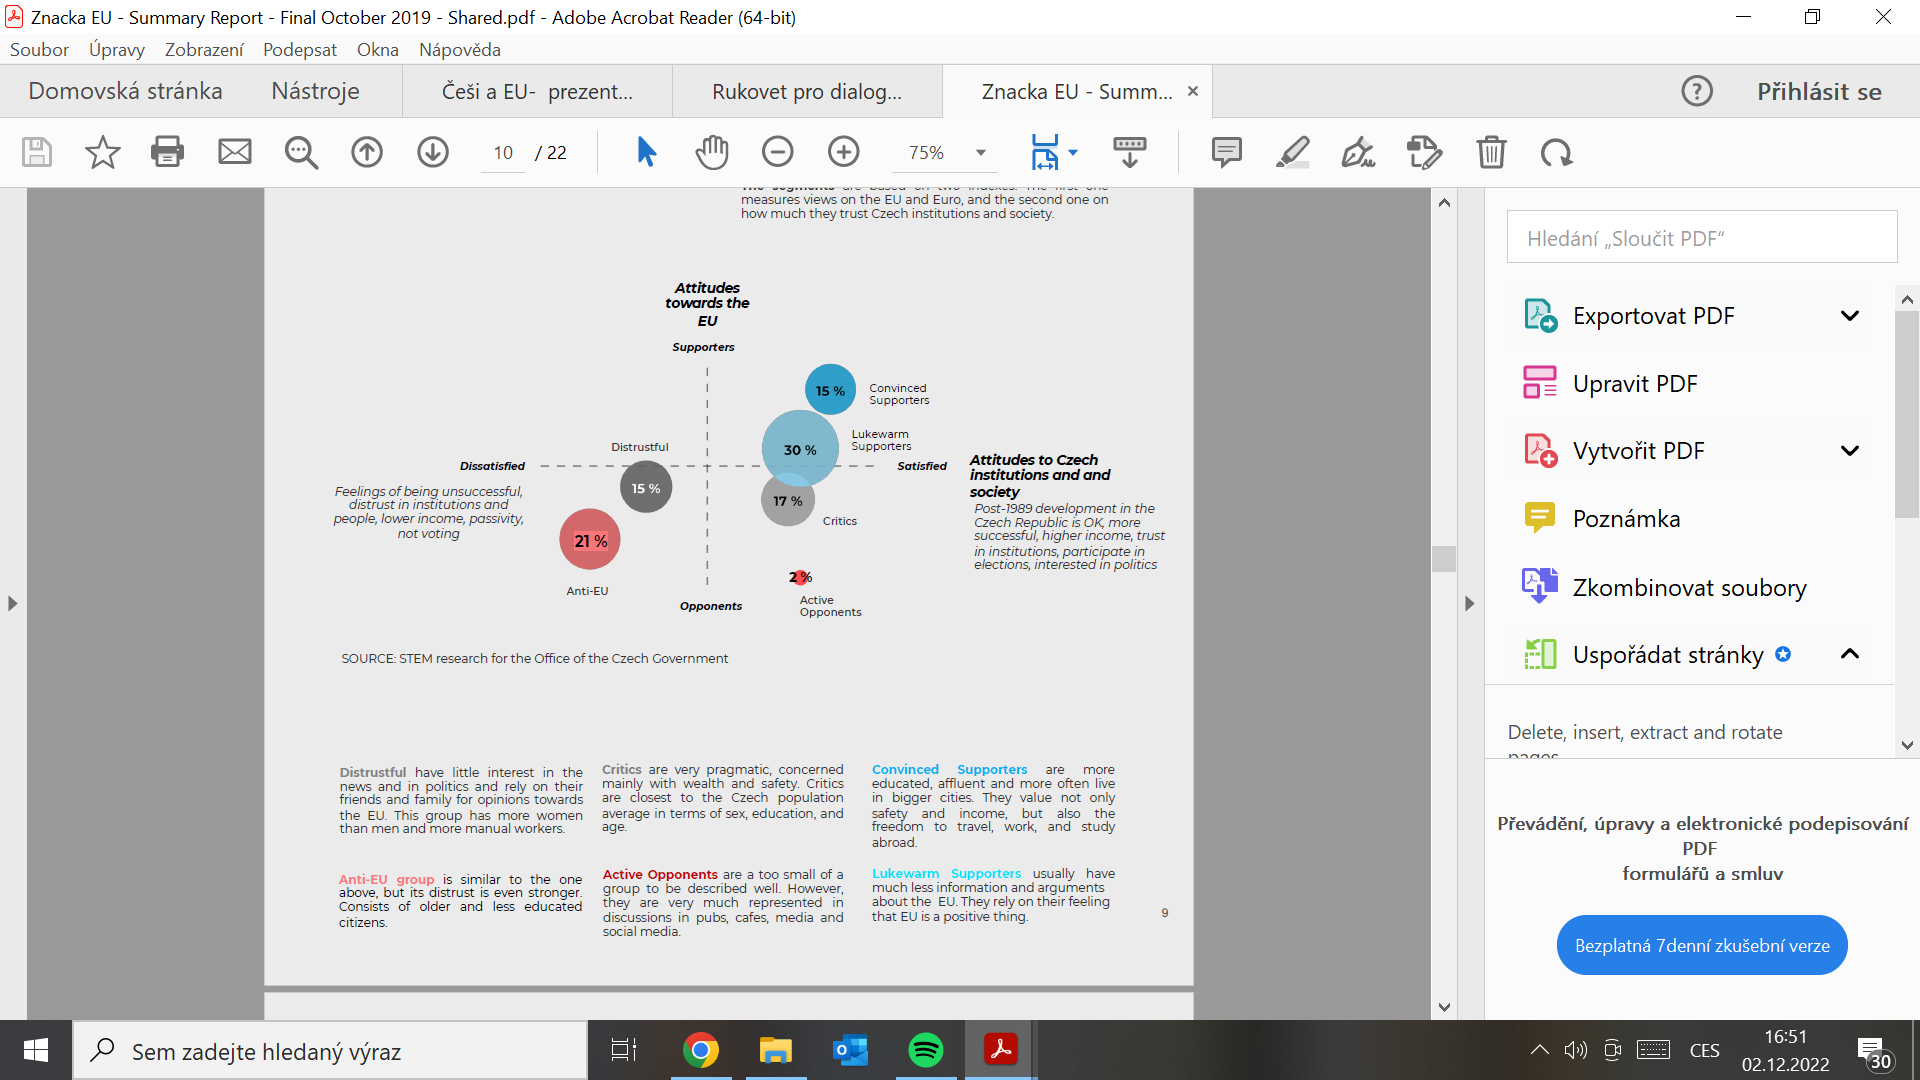 Znacka EU - Summary Report - Final October 2019 - Shared.pdf - Adobe Acrobat Reader (64-bit)
Soubor Úpravy Zobrazení Podepsat Okna Nápověda
Domovská stránka Nástroje Češi a EU- prezent... Rukovet pro dialog... Znacka EU - Summ... Přihlásit se
10 / 22 75%
The segments are based on two indexes. The first one
measures views on the EU and Euro, and the second one on
how much they trust Czech institutions and society.
Attitudes
towards the
EU
Supporters
15 %
Convinced
Supporters
Distrustful
30 %
Lukewarm
Supporters
Dissatisfied
Satisfied
Attitudes to Czech
institutions and and
society
Feelings of being unsuccessful,
distrust in institutions and
people, lower income, passivity,
not voting
15 %
17 %
Critics
Post-1989 development in the
Czech Republic is OK, more
successful, higher income, trust
in institutions, participate in
elections, interested in politics
21 %
Anti-EU
2 %
Active
Opponents
Opponents
SOURCE: STEM research for the Office of the Czech Government
Distrustful have little interest in the
news and in politics and rely on their
friends and family for opinions towards
the EU. This group has more women
than men and more manual workers.
Critics are very pragmatic, concerned
mainly with wealth and safety. Critics
are closest to the Czech population
average in terms of sex, education, and
age.
Convinced Supporters are more
educated, affluent and more often live
in bigger cities. They value not only
safety and income, but also the
freedom to travel, work, and study
abroad.
Anti-EU group is similar to the one
above, but its distrust is even stronger.
Consists of older and less educated
citizens.
Active Opponents are a too small of a
group to be described well. However,
they are very much represented in
discussions in pubs, cafes, media and
social media.
Lukewarm Supporters usually have
much less information and arguments
about the EU. They rely on their feeling
that EU is a positive thing.
9
Hledání „Sloučit PDF“
Exportovat PDF
Upravit PDF
Vytvořit PDF
Poznámka
Zkombinovat soubory
Uspořádat stránky
Delete, insert, extract and rotate
pages
Převádění, úpravy a elektronické podepisování
PDF
formulářů a smluv
Bezplatná 7denní zkušební verze
Sem zadejte hledaný výraz
CES
16:51
02.12.2022
30